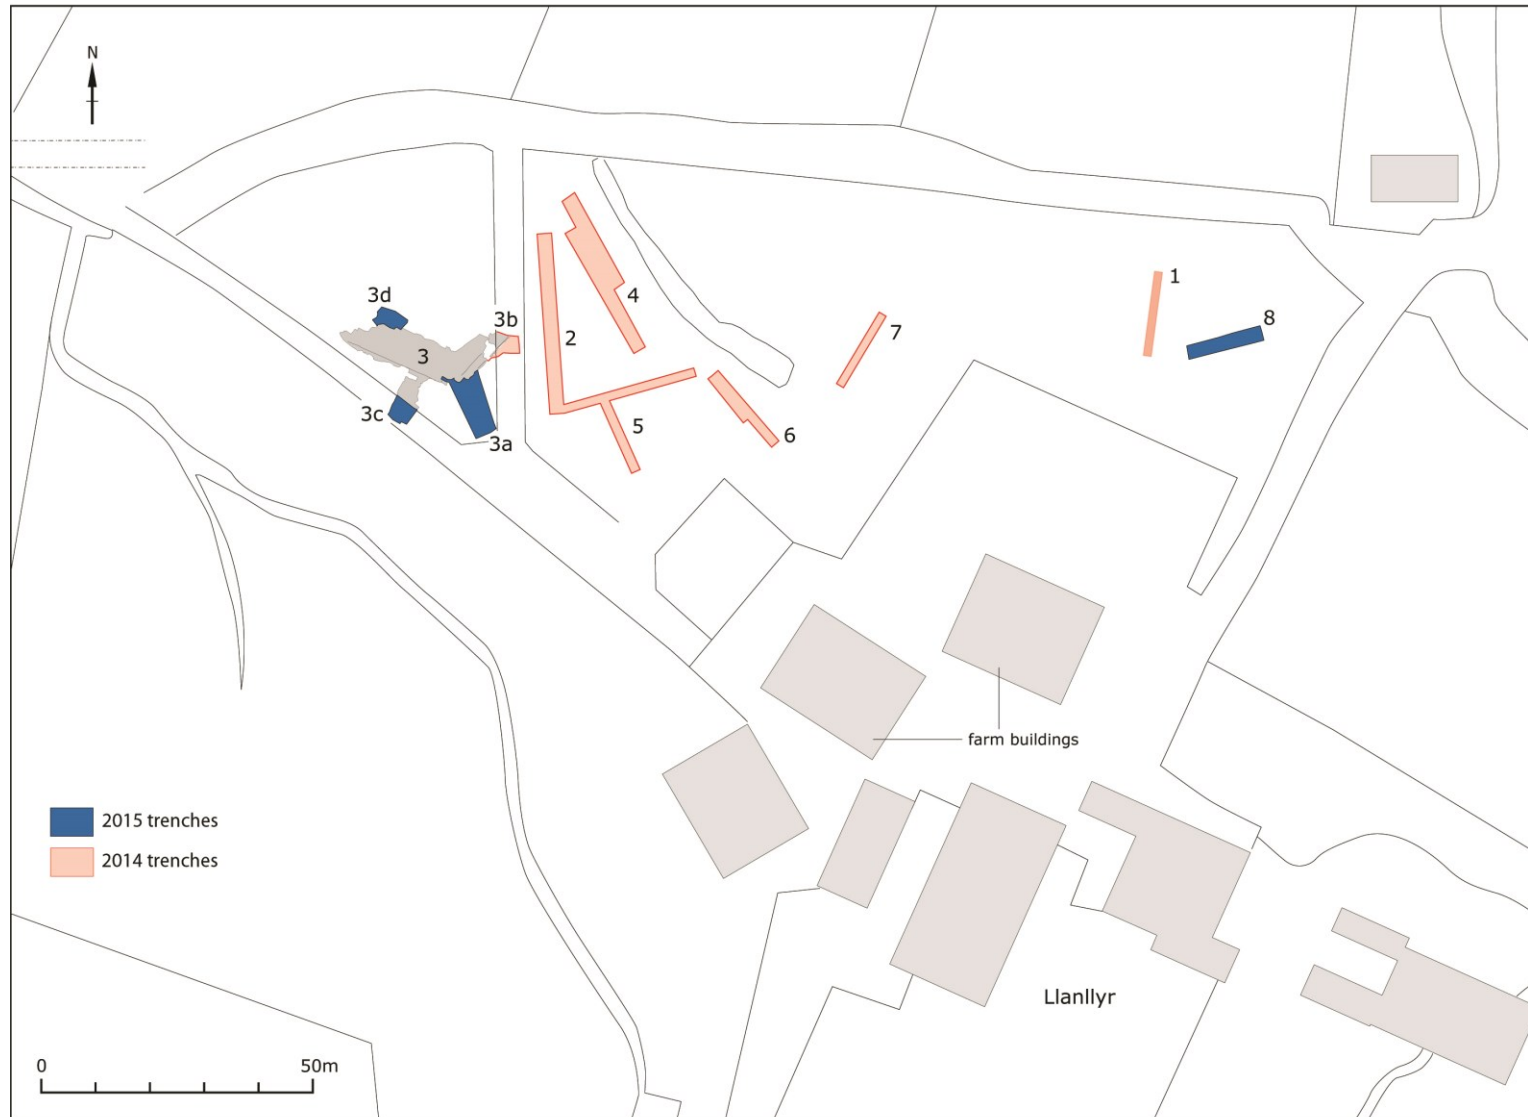 N
1
3d
8
3b
4
7
2
3
3c
5
6
3a
farm buildings
2015 trenches
2014 trenches
Llanllyr
0 50m